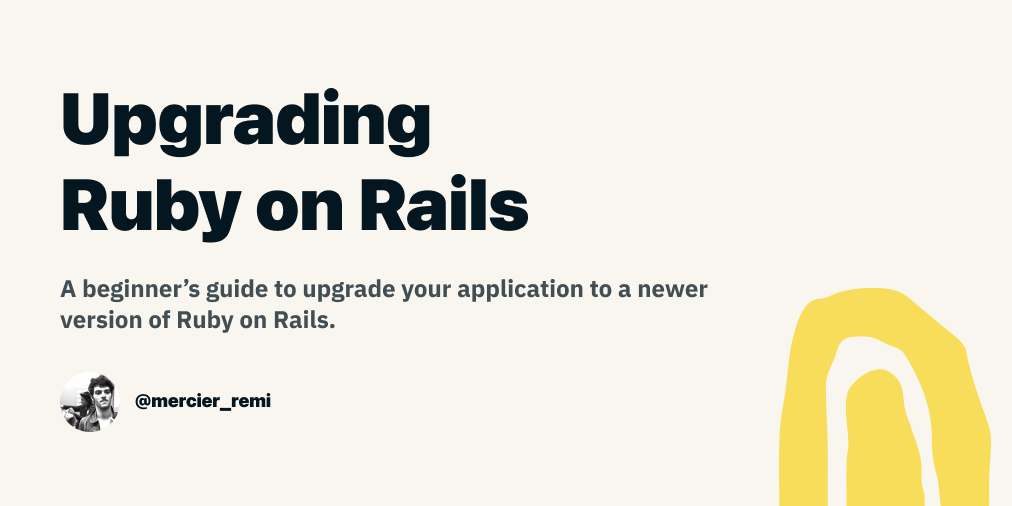 Upgrading
Ruby on Rails
A beginner’s guide to upgrade your application to a newer
version of Ruby on Rails.
@mercier_remi